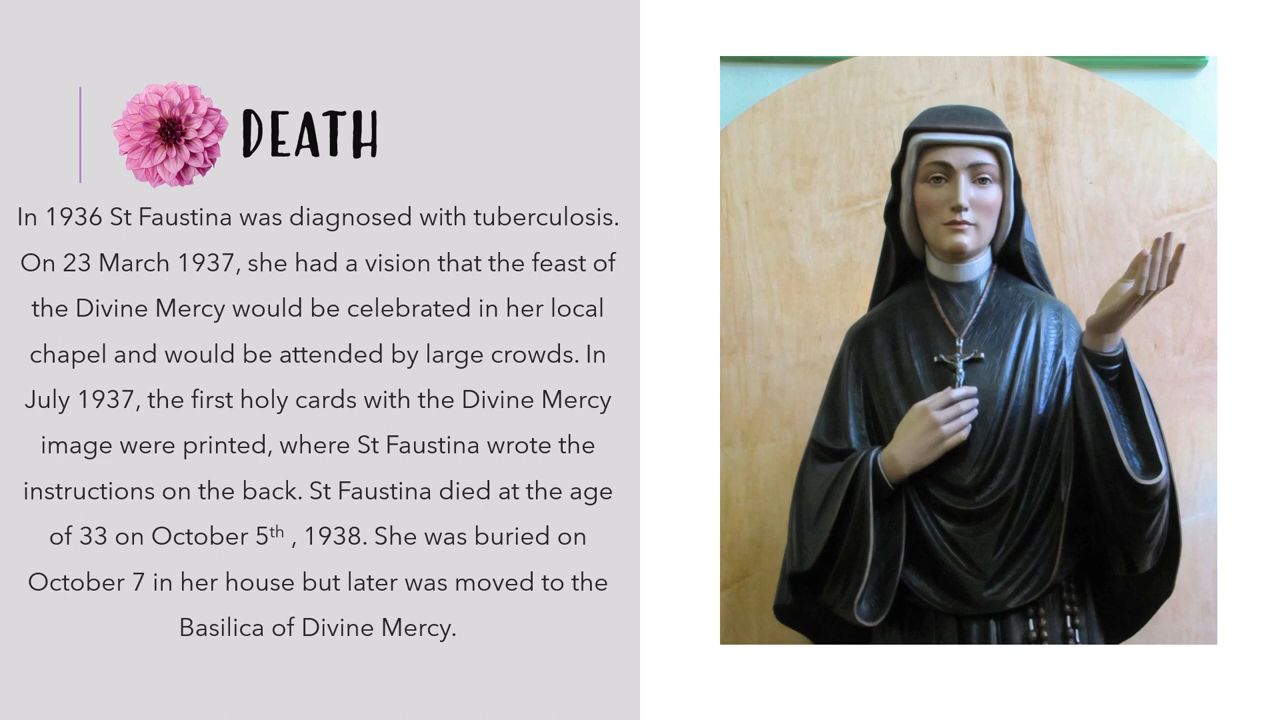 DEATH
In 1936 St Faustina was diagnosed with tuberculosis.
On 23 March 1937, she had a vision that the feast of
the Divine Mercy would be celebrated in her local
chapel and would be attended by large crowds. In
July 1937, the first holy cards with the Divine Mercy
image were printed, where St Faustina wrote the
instructions on the back. St Faustina died at the age
of 33 on October 5th , 1938. She was buried on
October 7 in her house but later was moved to the
Basilica of Divine Mercy.